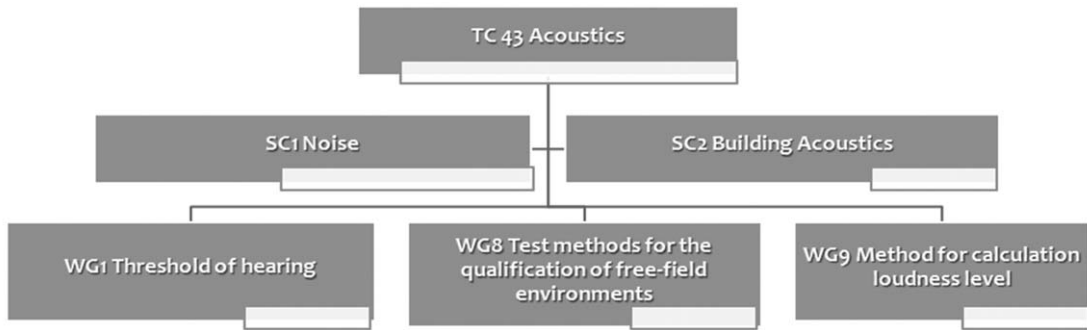 TC 43 Acoustics
SC1 Noise
SC2 Building Acoustics
WG1 Threshold of hearing
WG8 Test methods for the
qualification of free-field
environments
WG9 Method for calculation
loudness level